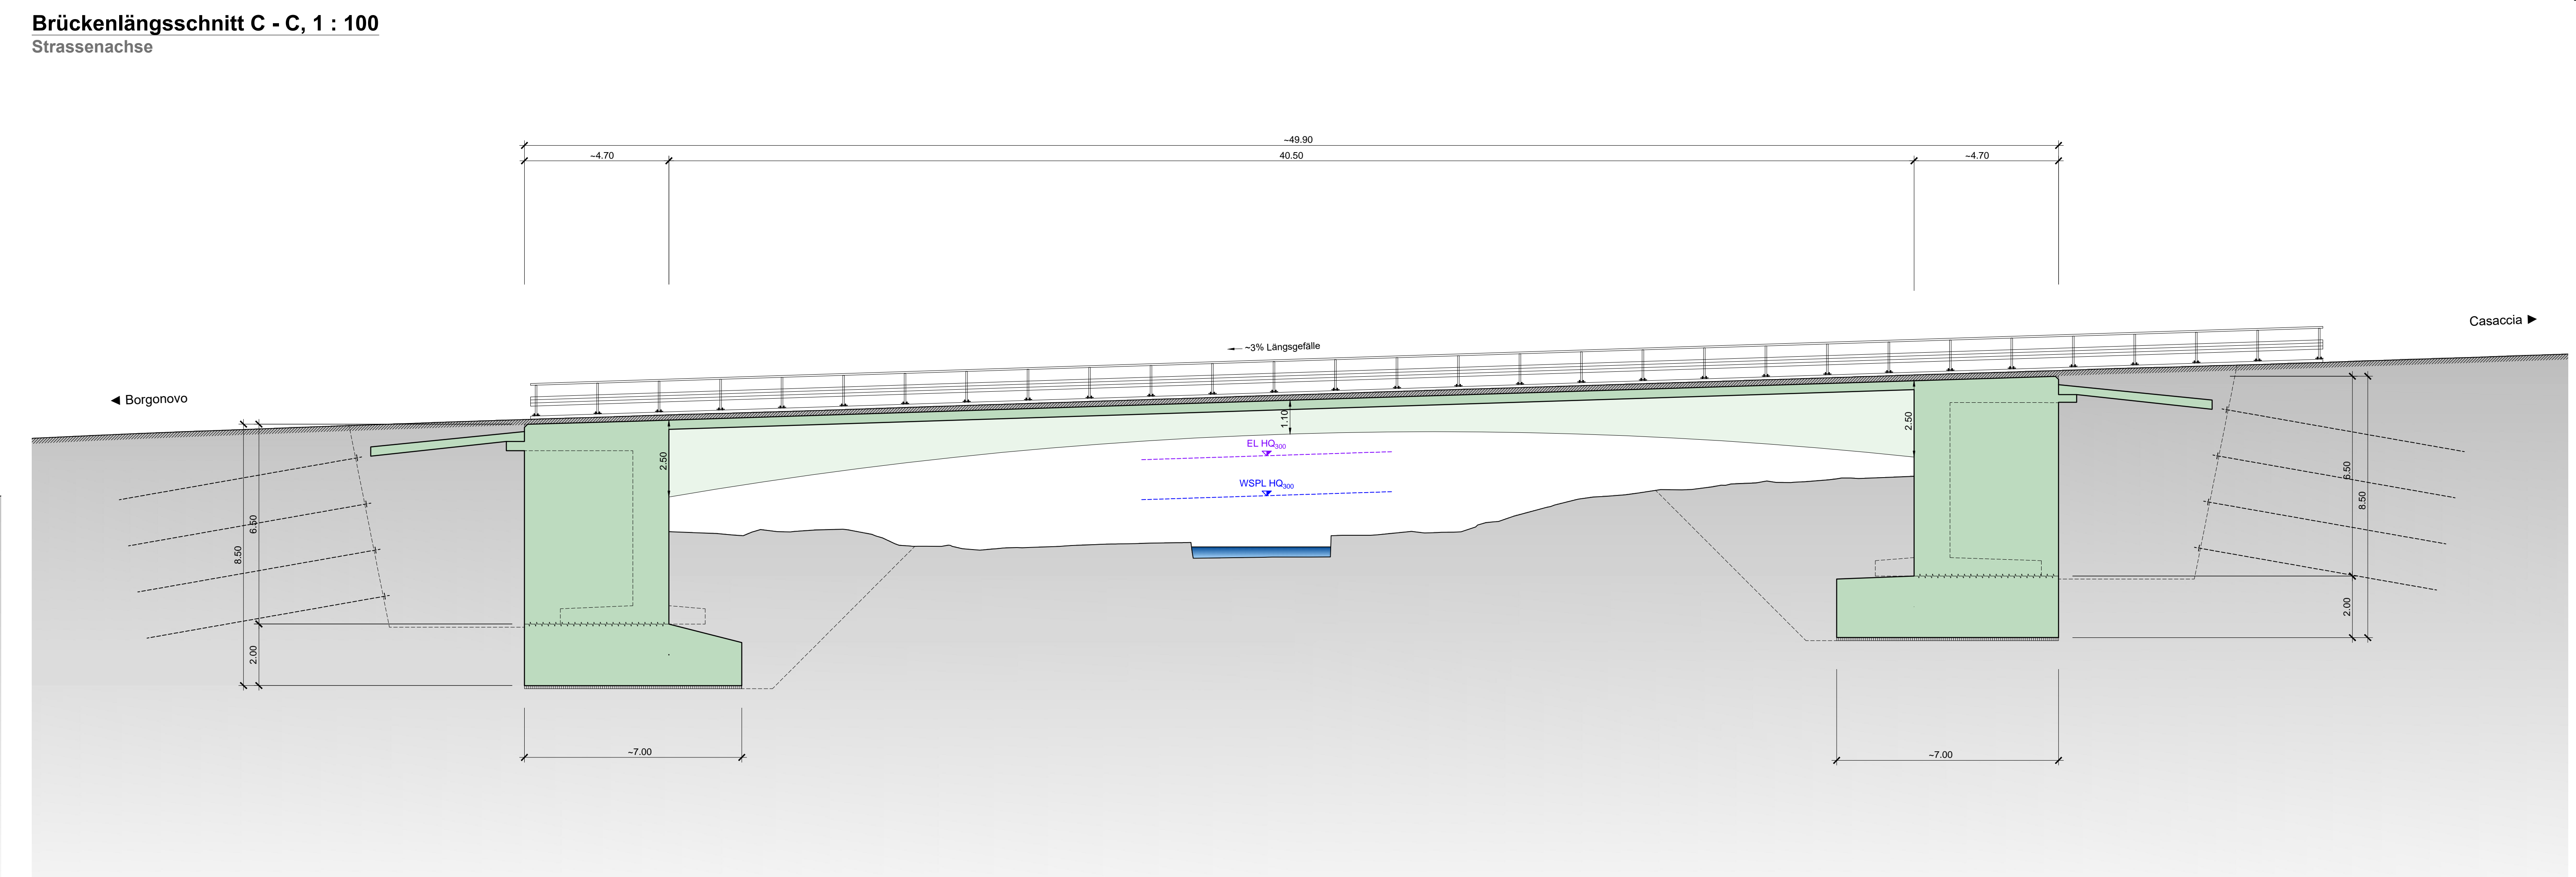 Brückenlängsschnitt C - C, 1 : 100
Strassenachse
~49.90
~4.70
40.50
~4.70
Casaccia ►
~3% Längsgefälle
◄ Borgonovo
1.10
2.50
2.50
EL HQ300
WSPL HQ300
6.50
8.50
2.00
6.50
8.50
2.00
~7.00
~7.00